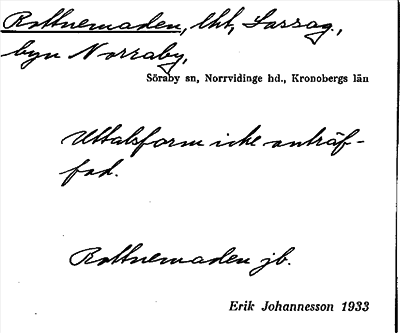 Rottnemaden, lht, Sassag.,
byn Norraby,
Söraby sn, Norrvidinge hd., Kronobergs län
Uttalsform icke anträf-
fad.
Rottnemaden jb.
Erik Johannesson 1933